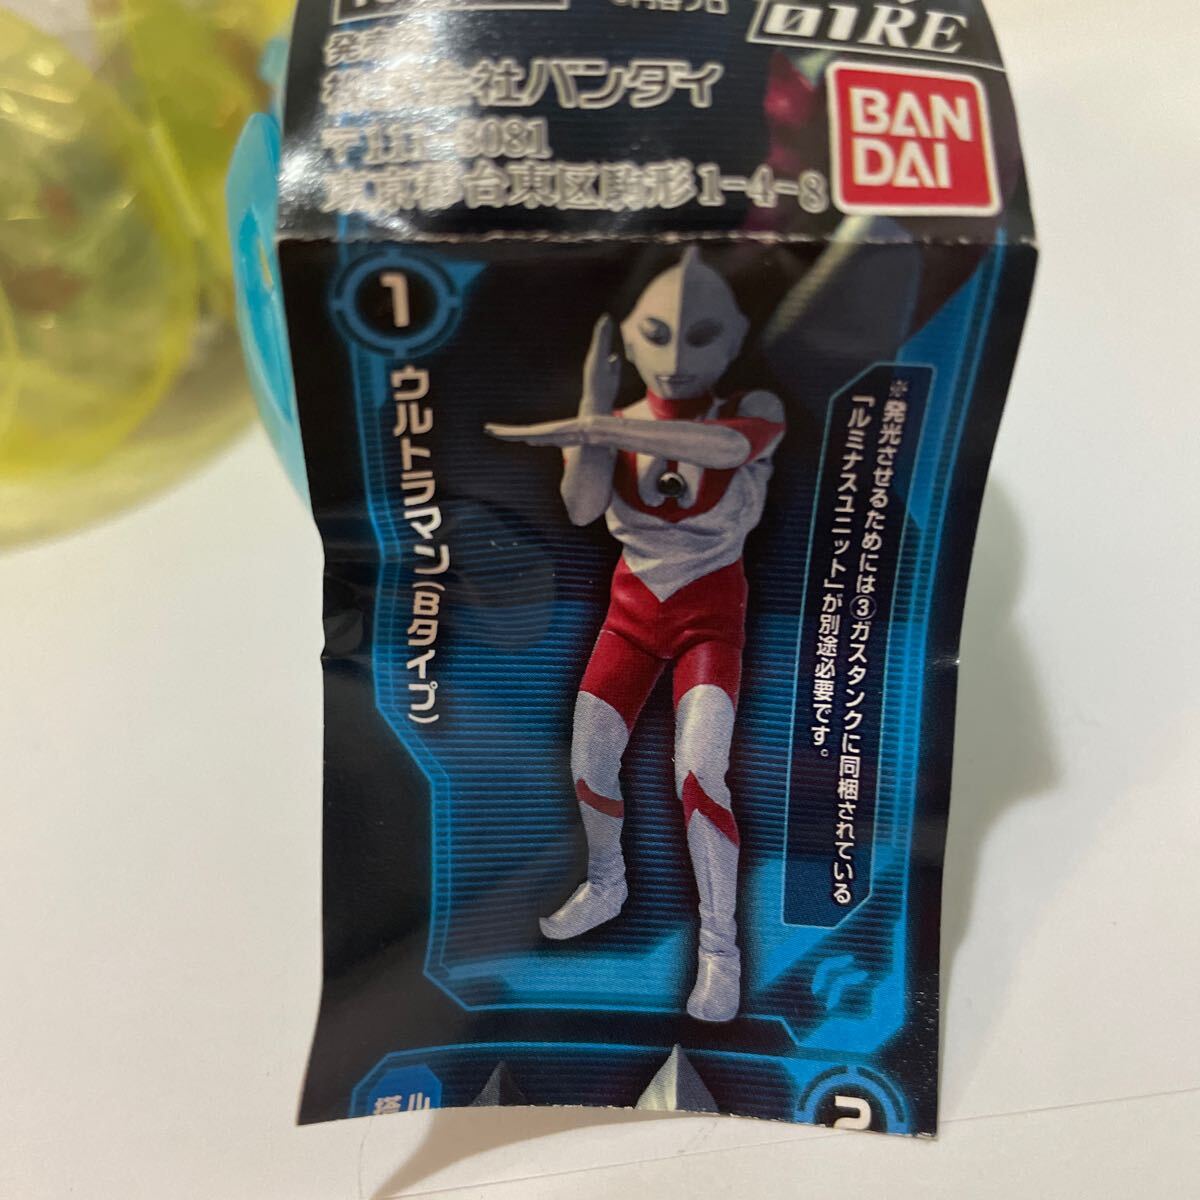 01RE
発売元
株式会社バンダイ
〒111-8081
東京都台東区駒形1-4-8
BAN
DAI
1
ウルトラマン(Bタイプ)
※発光させるためには③ガスタンクに同梱されている
「ルミナスユニット」が別途必要です。
2